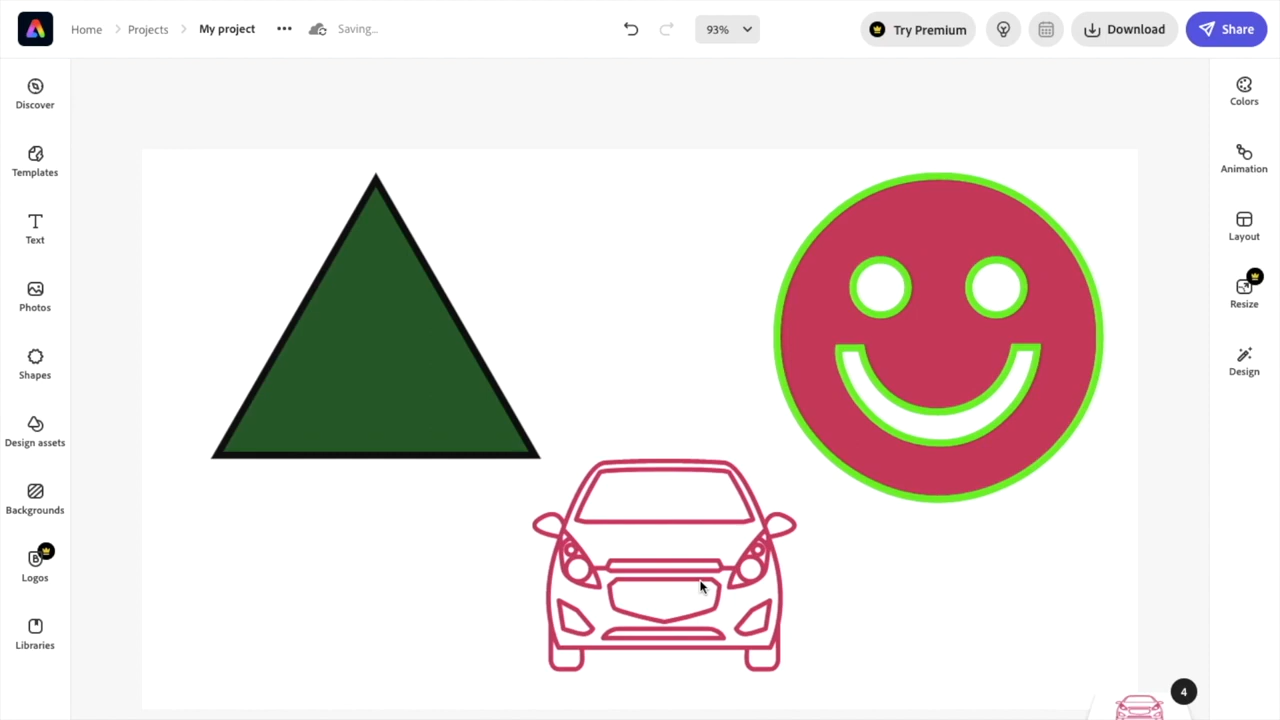 Home Projects My project Saving... 93% Try Premium Download Share
Discover
Templates
Text
Photos
Shapes
Design assets
Backgrounds
Logos
Libraries
Colors
Animation
Layout
Resize
Design
4